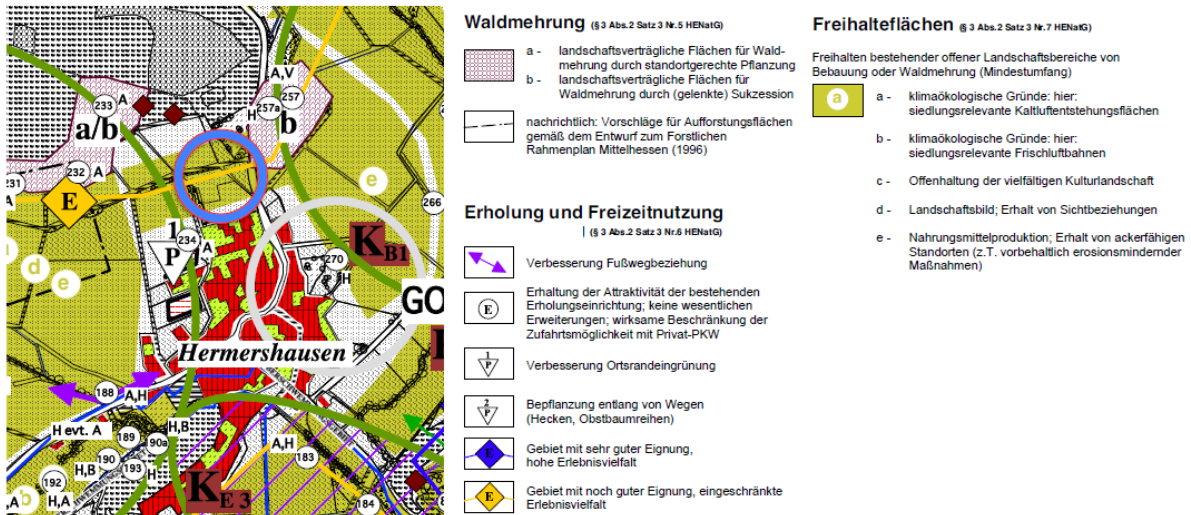 A,V
233
A
257
257a
H
a/b
b
231
232
A
A
E
e
266
1
P
234
A
K
B1
270
H
d
e
e
GO
Hermershausen
188
A,H
H evt. A
H,B
189
190a
190
H,B
193
H
A,H
183
192
H,A
b
A
K
E 3
184
Waldmehrung (§ 3 Abs.2 Satz 3 Nr.5 HENatG)
a - landschaftsverträgliche Flächen für Wald-
mehrung durch standortgerechte Pflanzung
b - landschaftsverträgliche Flächen für
Waldmehrung durch (gelenkte) Sukzession
nachrichtlich: Vorschläge für Aufforstungsflächen
gemäß dem Entwurf zum Forstlichen
Rahmenplan Mittelhessen (1996)
Erholung und Freizeitnutzung
(§ 3 Abs.2 Satz 3 Nr.6 HENatG)
Verbesserung Fußwegbeziehung
E
Erhaltung der Attraktivität der bestehenden
Erholungseinrichtung; keine wesentlichen
Erweiterungen; wirksame Beschränkung der
Zufahrtsmöglichkeit mit Privat-PKW
1
P
Verbesserung Ortsrandeingrünung
2
P
Bepflanzung entlang von Wegen
(Hecken, Obstbaumreihen)
E
Gebiet mit sehr guter Eignung,
hohe Erlebnisvielfalt
E
Gebiet mit noch guter Eignung, eingeschränkte
Erlebnisvielfalt
Freihalteflächen (§ 3 Abs.2 Satz 3 Nr.7 HENatG)
Freihalten bestehender offener Landschaftsbereiche von
Bebauung oder Waldmehrung (Mindestumfang)
a
a - klimaökologische Gründe: hier:
siedlungsrelevante Kaltluftentstehungsflächen
b - klimaökologische Gründe: hier:
siedlungsrelevante Frischluftbahnen
c - Offenhaltung der vielfältigen Kulturlandschaft
d - Landschaftsbild; Erhalt von Sichtbeziehungen
e - Nahrungsmittelproduktion; Erhalt von ackerfähigen
Standorten (z.T. vorbehaltlich erosionsmindernder
Maßnahmen)